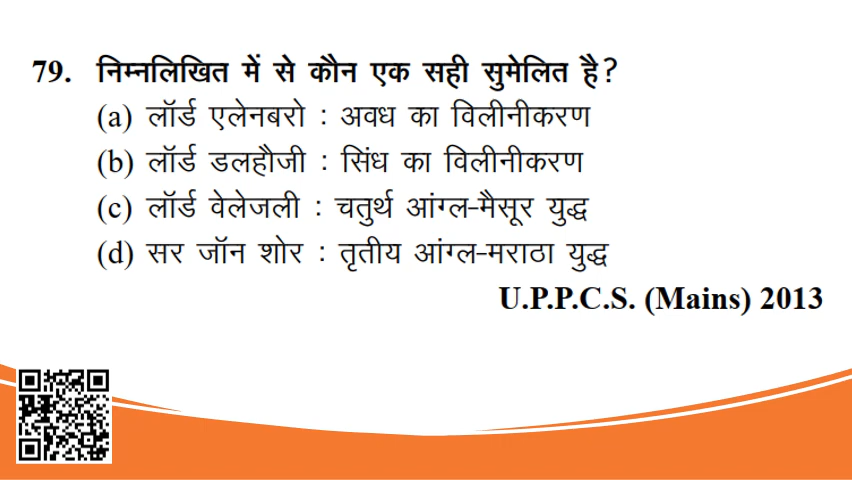 79. निम्नलिखित में से कौन एक सही सुमेलित है?
(a) लॉर्ड एलेनबरो : अवध का विलीनीकरण
(b) लॉर्ड डलहौजी : सिंध का विलीनीकरण
(c) लॉर्ड वेलेजली : चतुर्थ आंग्ल-मैसूर युद्ध
(d) सर जॉन शोर : तृतीय आंग्ल-मराठा युद्ध
U.P.P.C.S. (Mains) 2013